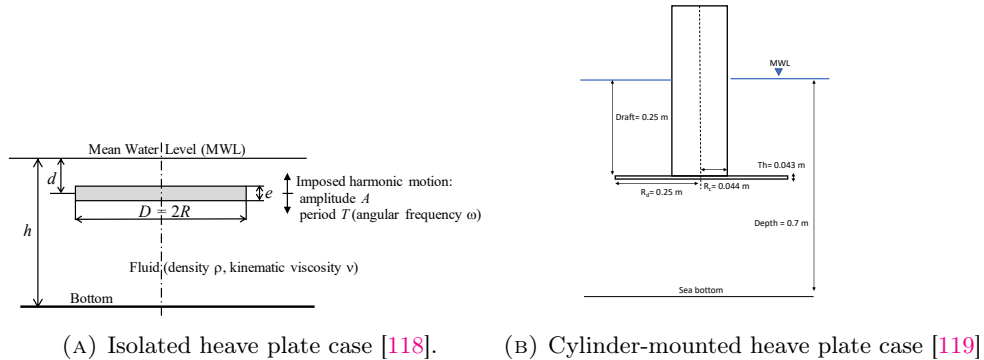 Mean Water Level (MWL)
d
e
Imposed harmonic motion:
amplitude A
period T (angular frequency ω)
D = 2R
h
Fluid (density ρ, kinematic viscosity ν)
Bottom
(A) Isolated heave plate case [118].
MWL
Draft= 0.25 m
Th= 0.043 m
R_d= 0.25 m
R_c= 0.044 m
Depth = 0.7 m
Sea bottom
(B) Cylinder-mounted heave plate case [119]